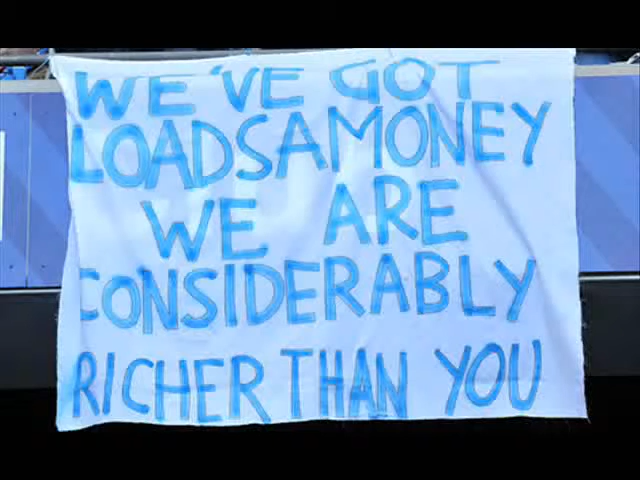 WE'VE GOT
LOADSAMONEY
WE ARE
CONSIDERABLY
RICHER THAN YOU